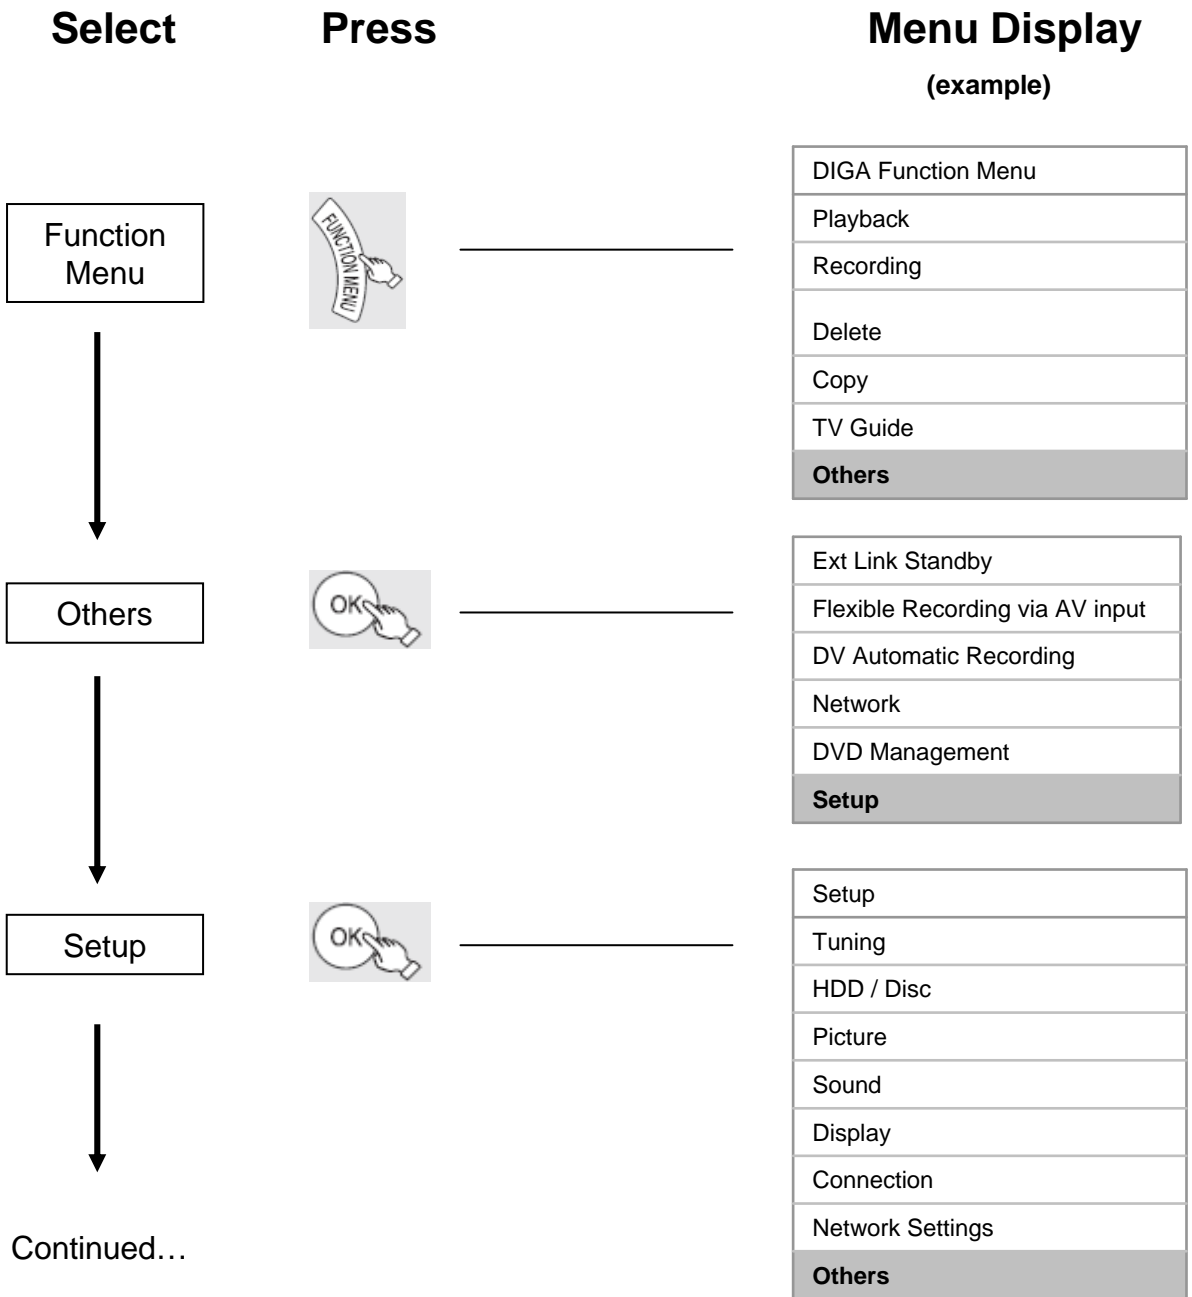 Select Press Menu Display
(example)
Function
Menu
FUNCTION MENU
DIGA Function Menu
Playback
Recording
Delete
Copy
TV Guide
Others
Others
OK
Ext Link Standby
Flexible Recording via AV input
DV Automatic Recording
Network
DVD Management
Setup
Setup
OK
Setup
Tuning
HDD / Disc
Picture
Sound
Display
Connection
Network Settings
Others
Continued…